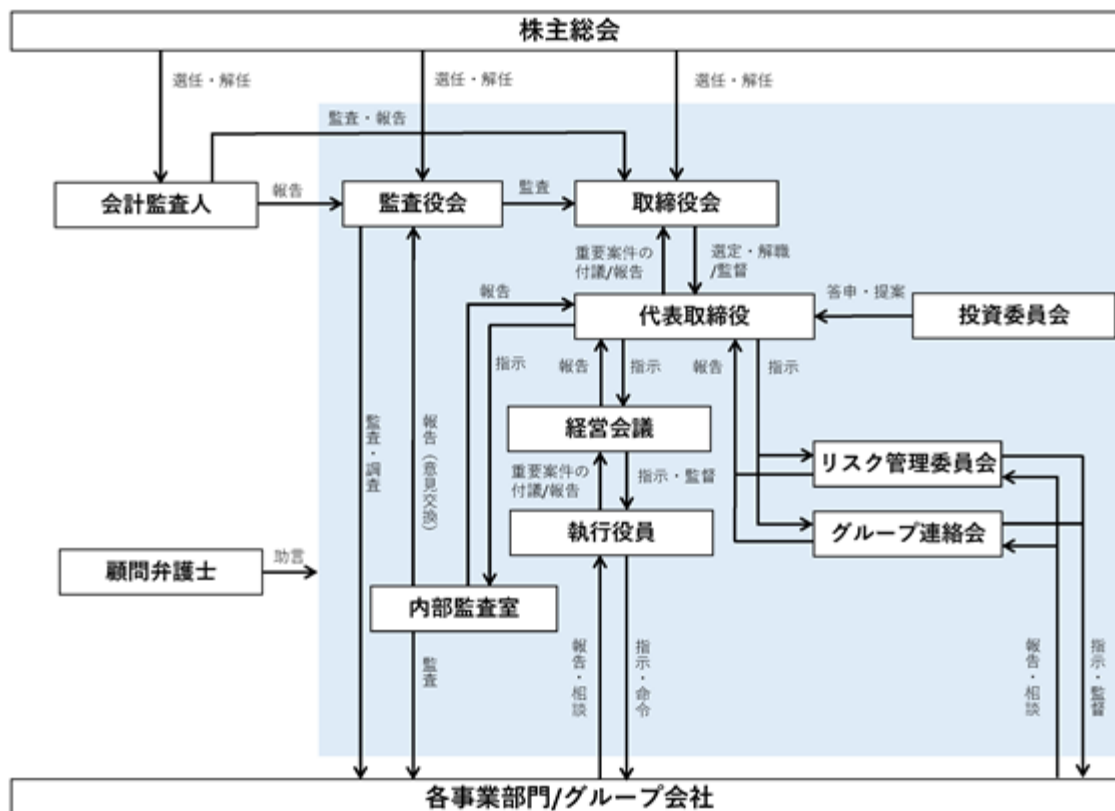 株主総会
選任・解任
選任・解任
選任・解任
監査・報告
会計監査人
報告
監査役会
監査
取締役会
重要案件の
付議/報告
選定・解職
/監督
報告
代表取締役
答申・提案
投資委員会
指示
報告
指示
報告
指示
経営会議
監査・調査
報告(意見交換)
重要案件の
付議/報告
指示・監督
リスク管理委員会
執行役員
グループ連絡会
顧問弁護士
助言
内部監査室
監査
報告・相談
指示・命令
報告・相談
指示・監督
各事業部門/グループ会社